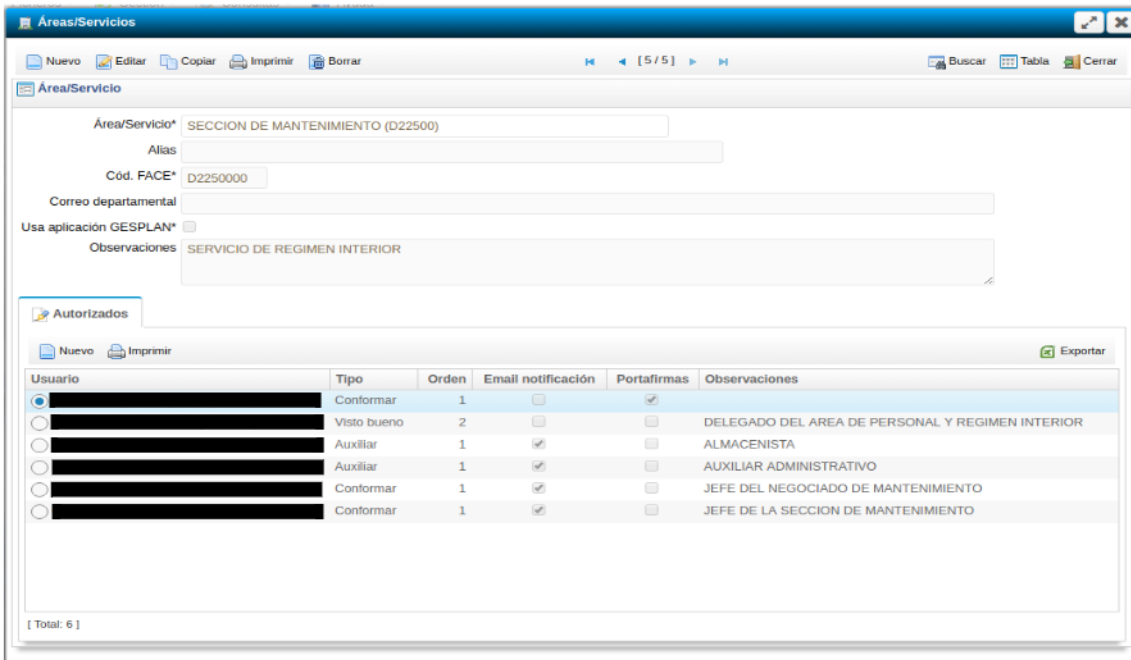 Áreas/Servicios
Nuevo Editar Copiar Imprimir Borrar [5/5] Buscar Tabla Cerrar
Área/Servicio
Área/Servicio* SECCION DE MANTENIMIENTO (D22500)
Alias
Cód. FACE* D2250000
Correo departamental
Usa aplicación GESPLAN*
Observaciones SERVICIO DE REGIMEN INTERIOR
Autorizados
Nuevo Imprimir Exportar
Usuario Tipo Orden Email notificación Portafirmas Observaciones
Conformar 1
Visto bueno 2 DELEGADO DEL AREA DE PERSONAL Y REGIMEN INTERIOR
Auxiliar 1 ALMACENISTA
Auxiliar 1 AUXILIAR ADMINISTRATIVO
Conformar 1 JEFE DEL NEGOCIADO DE MANTENIMIENTO
Conformar 1 JEFE DE LA SECCION DE MANTENIMIENTO
[ Total: 6 ]